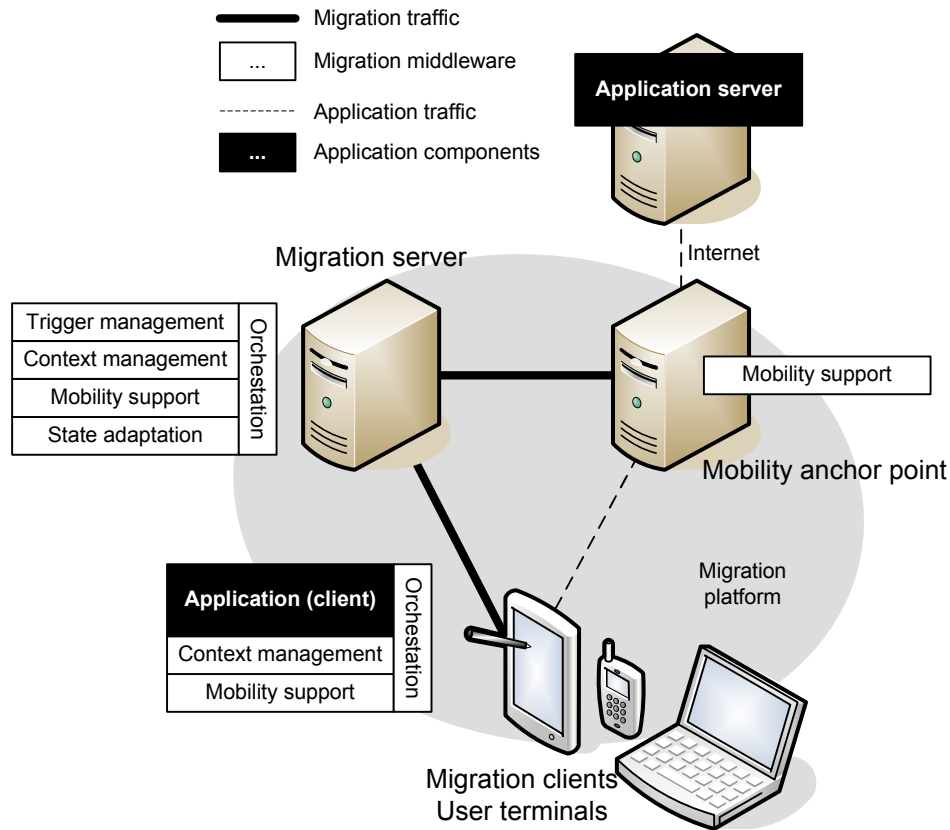 Migration traffic
...
Migration middleware
Application traffic
...
Application components
Application server
Internet
Migration server
Trigger management
Context management
Mobility support
State adaptation
Orchestation
Mobility support
Mobility anchor point
Migration
platform
Application (client)
Context management
Mobility support
Orchestation
Migration clients
User terminals